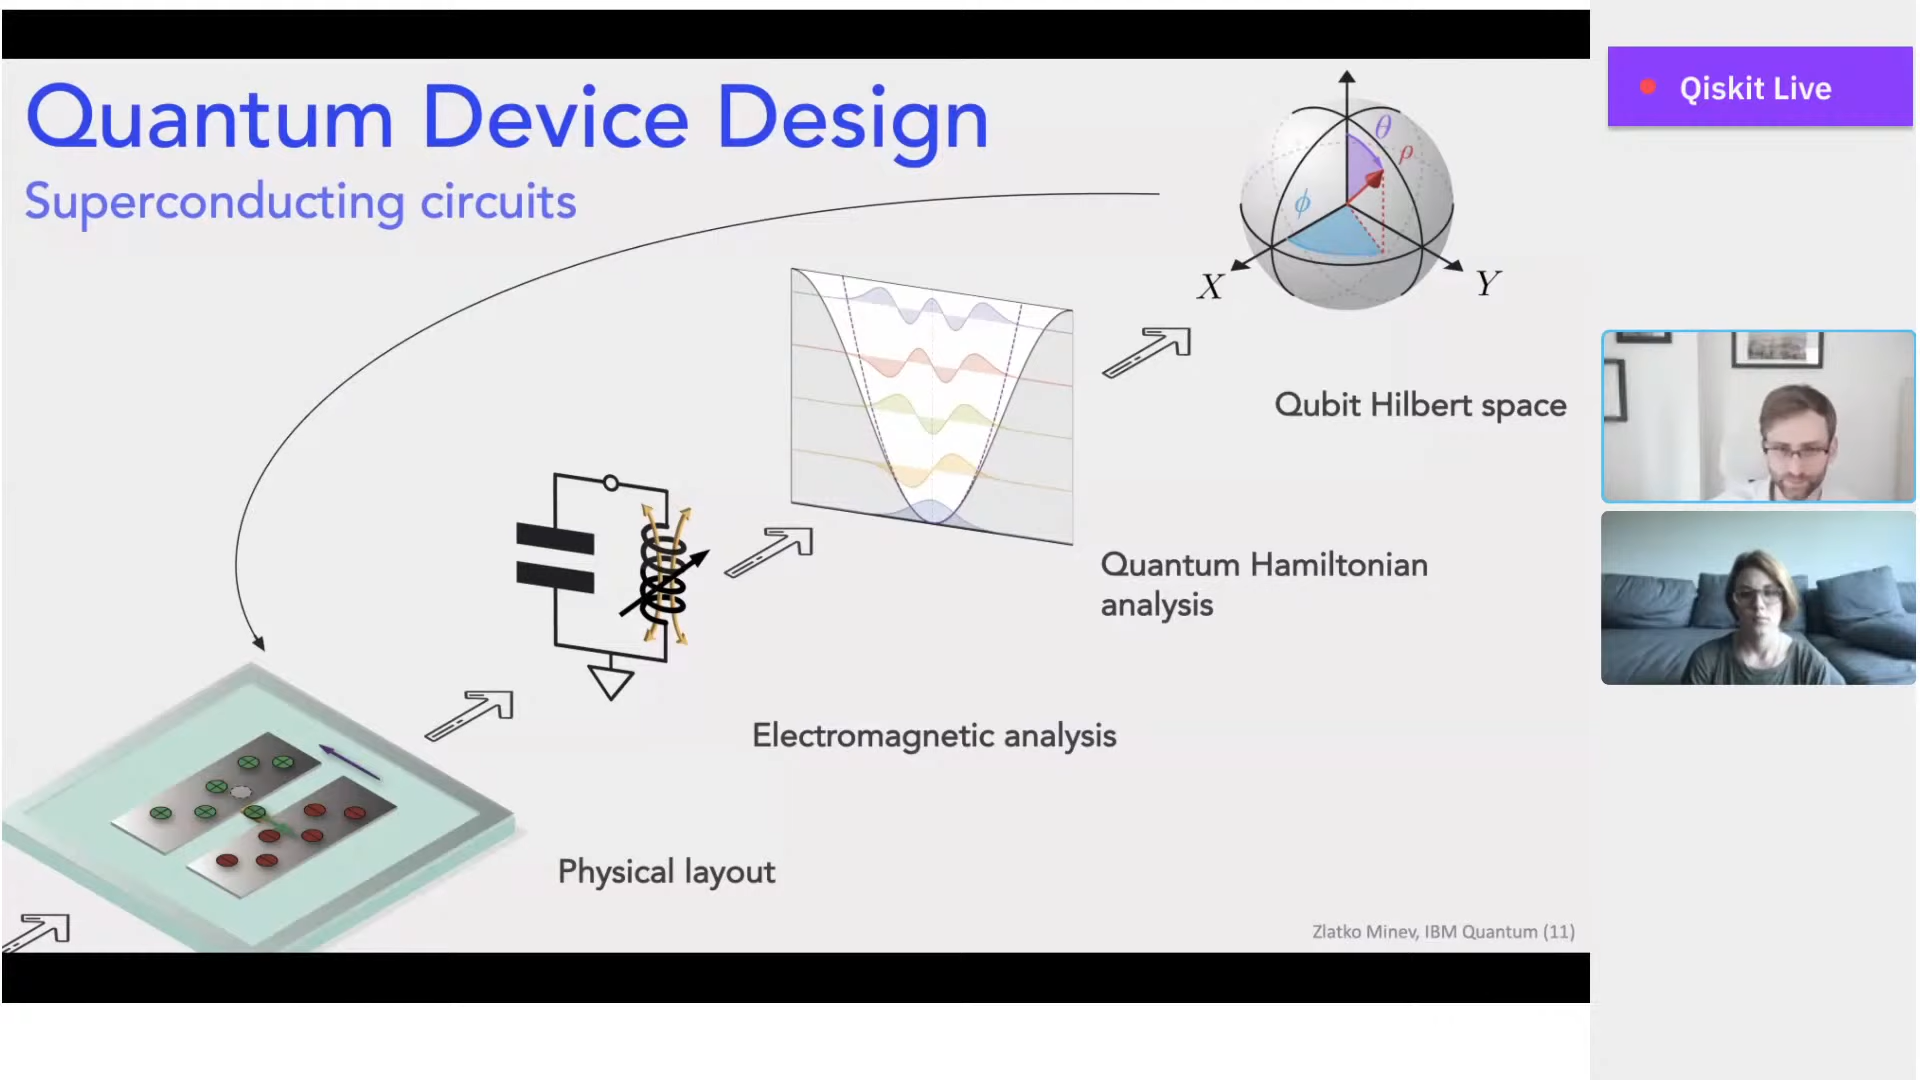 Quantum Device Design
Superconducting circuits
θ
ρ
ϕ
X
Y
Qubit Hilbert space
Quantum Hamiltonian
analysis
Electromagnetic analysis
Physical layout
Zlatko Minev, IBM Quantum (11)
Qiskit Live